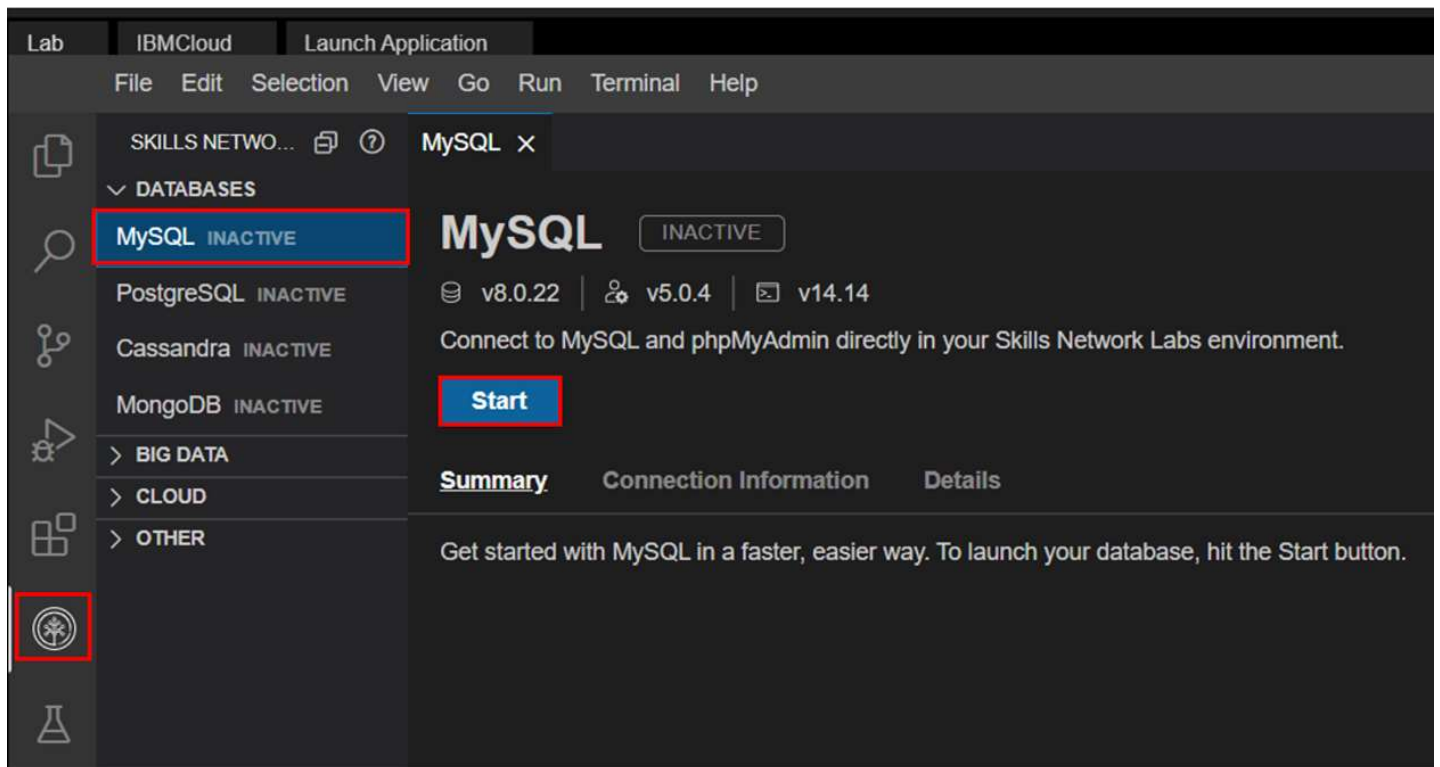 Lab IBMCloud Launch Application
File Edit Selection View Go Run Terminal Help
SKILLS NETWO... MySQL
DATABASES
MySQL INACTIVE
PostgreSQL INACTIVE
Cassandra INACTIVE
MongoDB INACTIVE
BIG DATA
CLOUD
OTHER
MySQL INACTIVE
v8.0.22 v5.0.4 v14.14
Connect to MySQL and phpMyAdmin directly in your Skills Network Labs environment.
Start
Summary Connection Information Details
Get started with MySQL in a faster, easier way. To launch your database, hit the Start button.